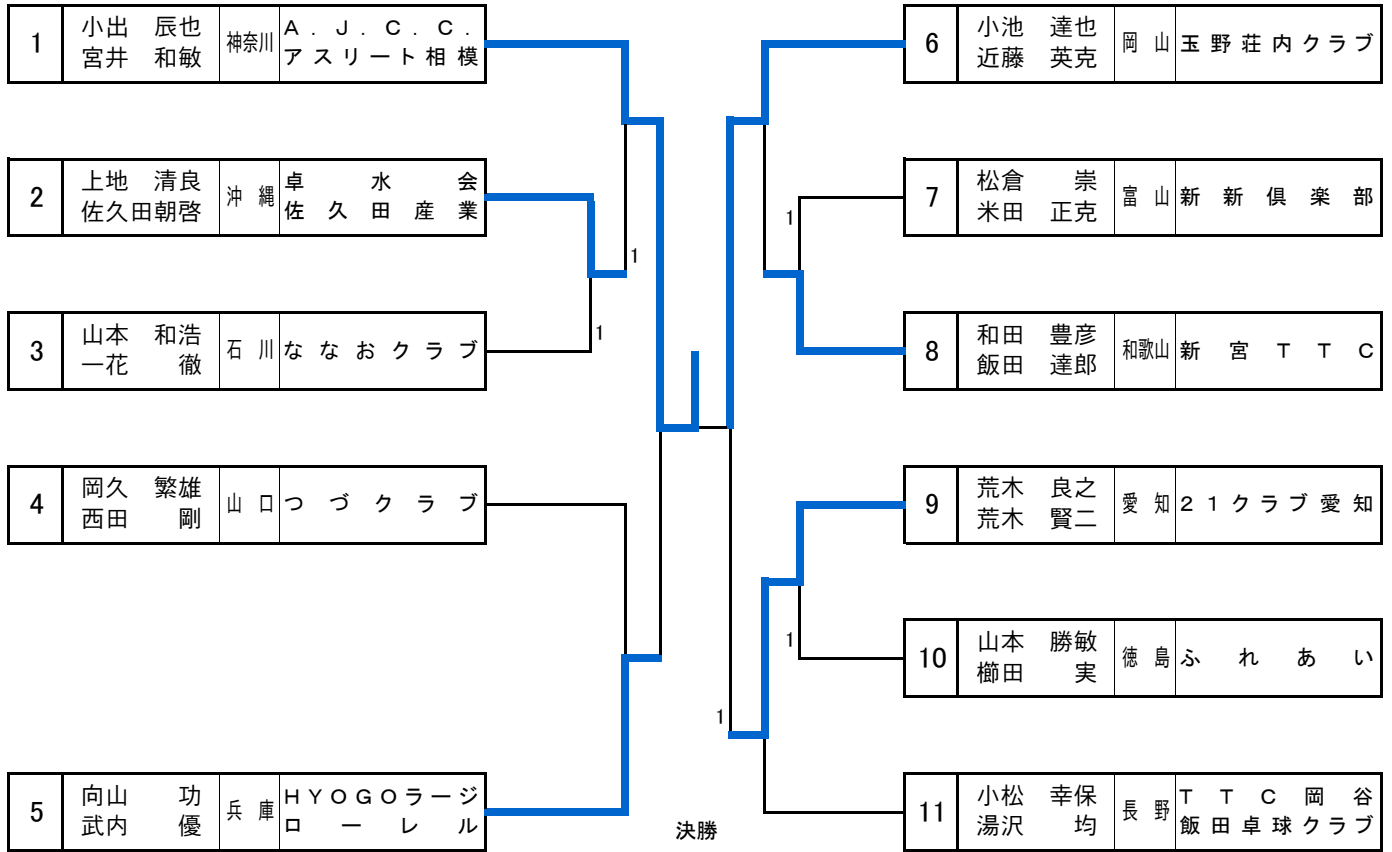 1 小出 辰也 神奈川 A.J.C.C.
宮井 和敏 アスリート相模
2 上地 清良 沖縄 卓水会
佐久田朝啓 佐久田産業
1
3 山本 和浩 石川 ななおクラブ
一花 徹
1
4 岡久 繁雄 山口 つづクラブ
西田 剛
5 向山 功 兵庫 HYOGOラージ
武内 優 ローレル
6 小池 達也 岡山 玉野荘内クラブ
近藤 英克
7 松倉 崇 富山 新新倶楽部
米田 正克
1
8 和田 豊彦 和歌山 新宮TTC
飯田 達郎
9 荒木 良之 愛知 21クラブ愛知
荒木 賢二
1
10 山本 勝敏 徳島 ふれあい
櫛田 実
1
11 小松 幸保 長野 TTC岡谷
湯沢 均 飯田卓球クラブ
決勝